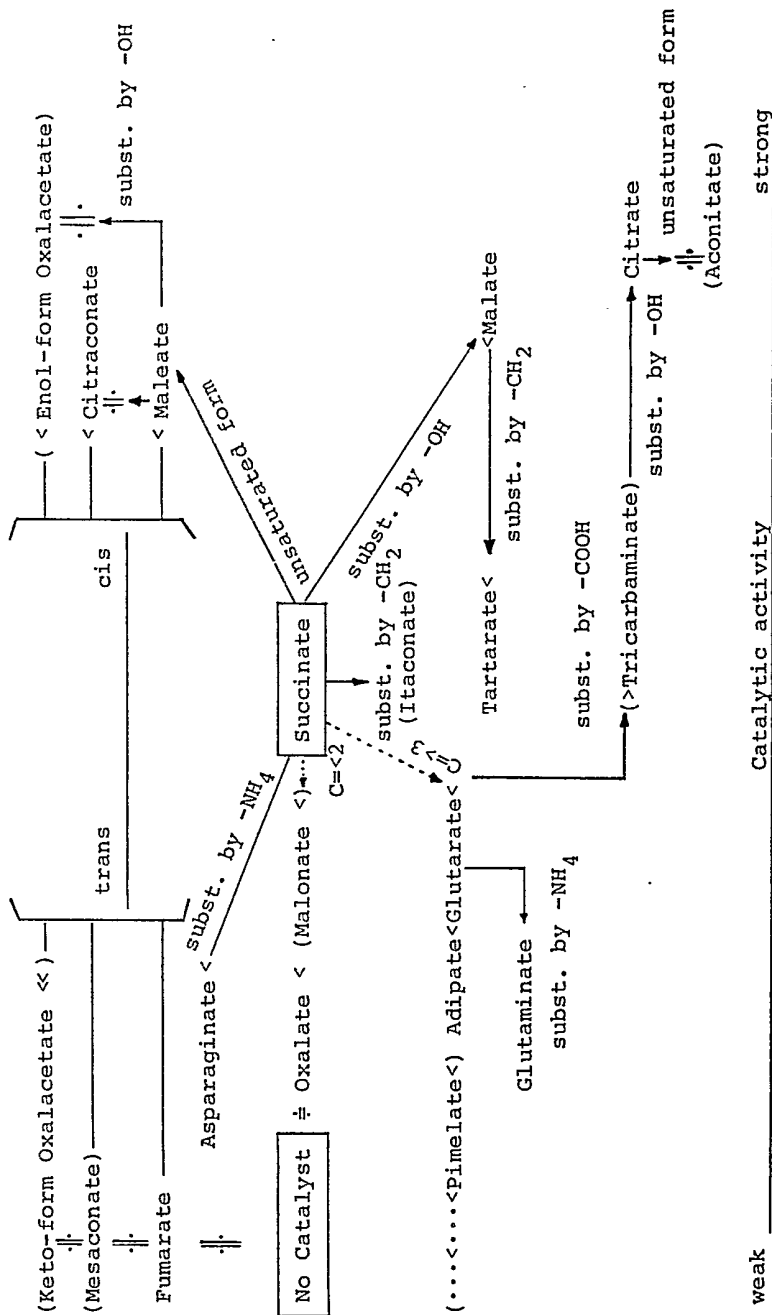 (Keto-form Oxalacetate ≪) ( < Enol-form Oxalacetate)
(Mesaconate) < Citraconate
subst. by -OH
Fumarate < Maleate
trans cis
unsaturated form
Asparaginate < subst. by -NH4
No Catalyst ≑ Oxalate < (Malonate <) Succinate
C=<2
subst. by -OH
subst. by -CH2
(Itaconate)
C=>3
(···<···<Pimelate<) Adipate<Glutarate<
Tartarate< <Malate
subst. by -CH2
Glutaminate
subst. by -NH4
subst. by -COOH
(>Tricarbaminate) Citrate
subst. by -OH
unsaturated form
(Aconitate)
weak Catalytic activity strong